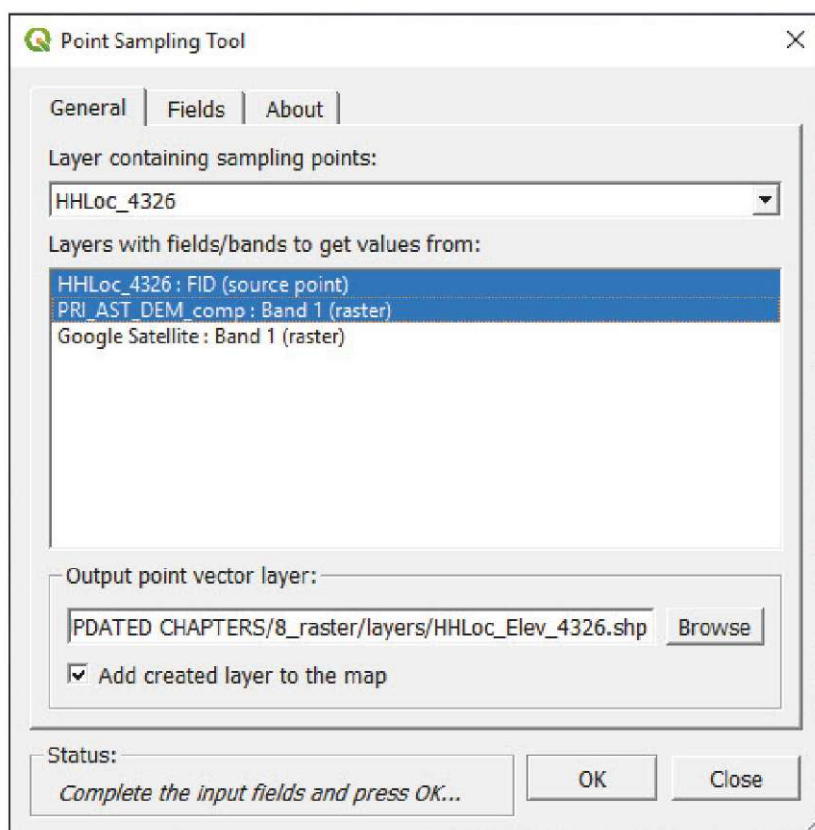 Point Sampling Tool
General Fields About
Layer containing sampling points:
HHLoc_4326
Layers with fields/bands to get values from:
HHLoc_4326 : FID (source point)
PRI_AST_DEM_comp : Band 1 (raster)
Google Satellite : Band 1 (raster)
Output point vector layer:
PDATED CHAPTERS/8_raster/layers/HHLoc_Elev_4326.shp Browse
Add created layer to the map
Status:
Complete the input fields and press OK...
OK Close